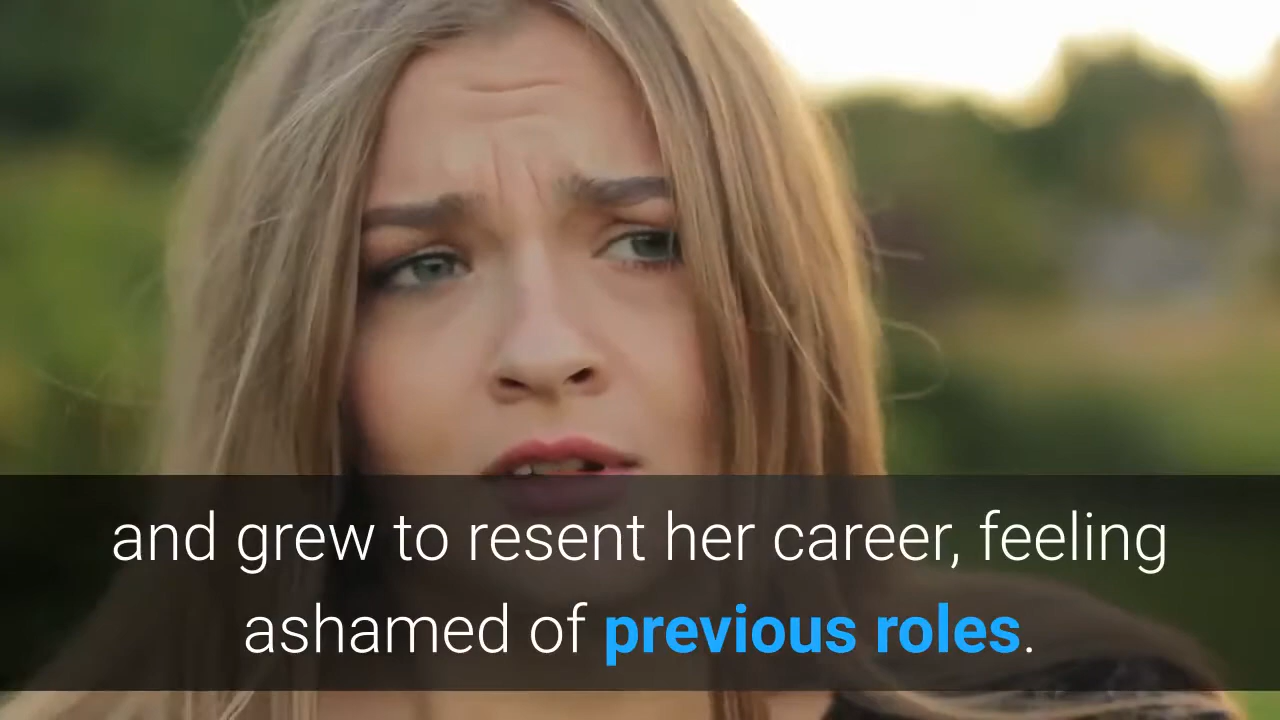 and grew to resent her career, feeling
ashamed of previous roles.